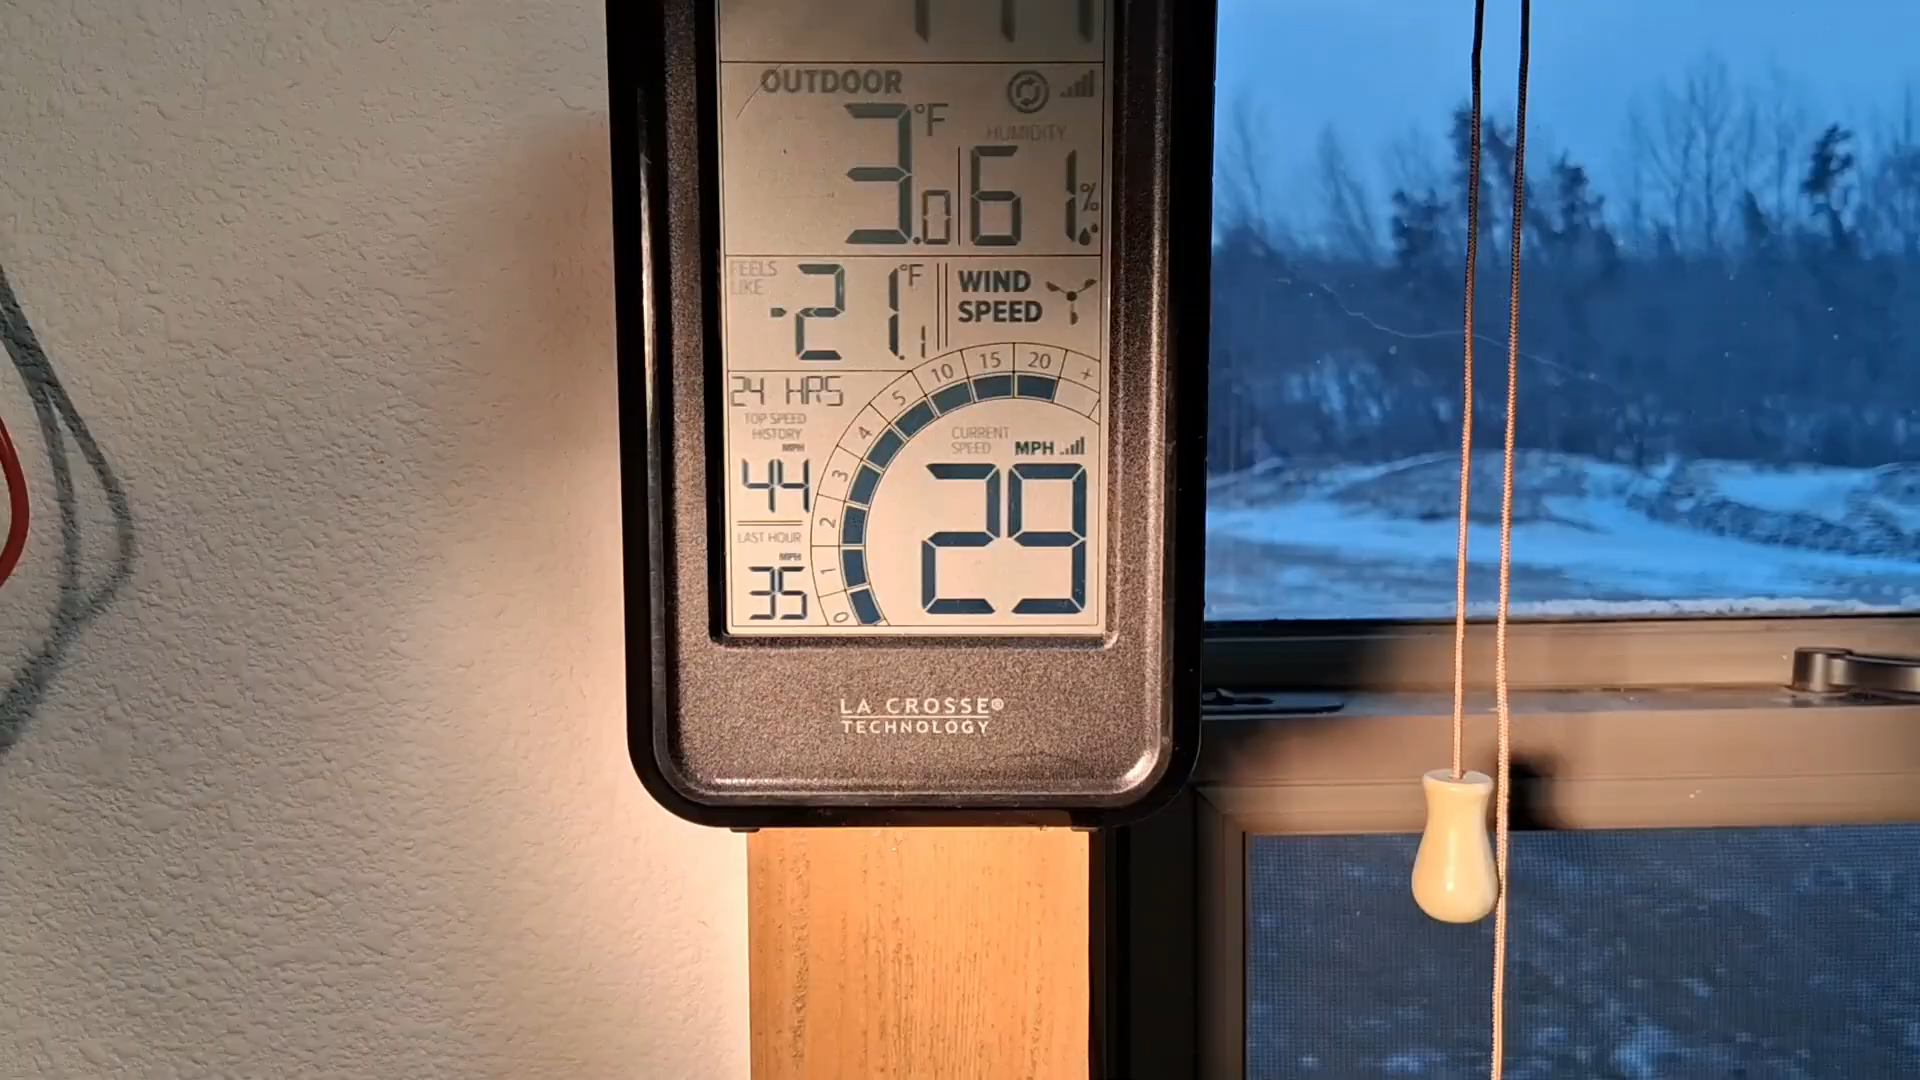 OUTDOOR
3.0 °F
HUMIDITY
61 %
FEELS
LIKE
-21.1 °F
WIND
SPEED
24 HRS
TOP SPEED
HISTORY
MPH
44
LAST HOUR
MPH
35
0 1 2 3 4 5 10 15 20 +
CURRENT
SPEED MPH
29
LA CROSSE®
TECHNOLOGY